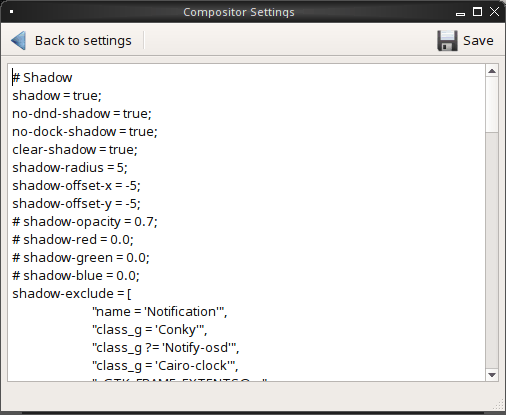 Compositor Settings
Back to settings
Save
# Shadow
shadow = true;
no-dnd-shadow = true;
no-dock-shadow = true;
clear-shadow = true;
shadow-radius = 5;
shadow-offset-x = -5;
shadow-offset-y = -5;
# shadow-opacity = 0.7;
# shadow-red = 0.0;
# shadow-green = 0.0;
# shadow-blue = 0.0;
shadow-exclude = [
"name = 'Notification'",
"class_g = 'Conky'",
"class_g ?= 'Notify-osd'",
"class_g = 'Cairo-clock'",